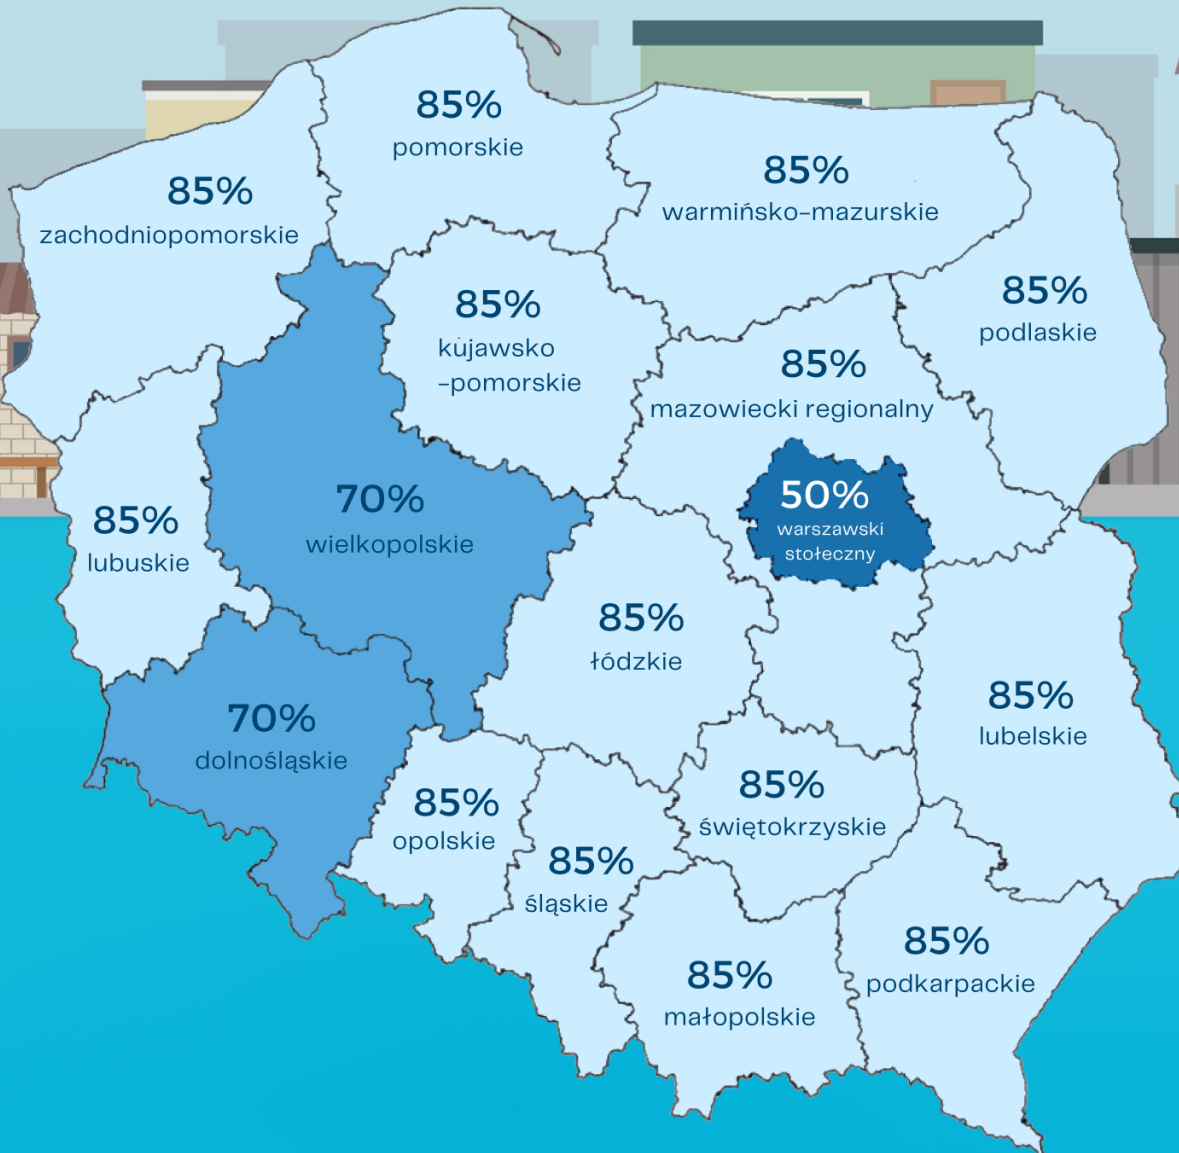 85%
pomorskie
85%
zachodniopomorskie
85%
warmińsko-mazurskie
85%
kujawsko
-pomorskie
85%
podlaskie
85%
mazowiecki regionalny
70%
wielkopolskie
50%
warszawski
stołeczny
85%
lubuskie
85%
łódzkie
85%
lubelskie
70%
dolnośląskie
85%
opolskie
85%
śląskie
85%
świętokrzyskie
85%
małopolskie
85%
podkarpackie